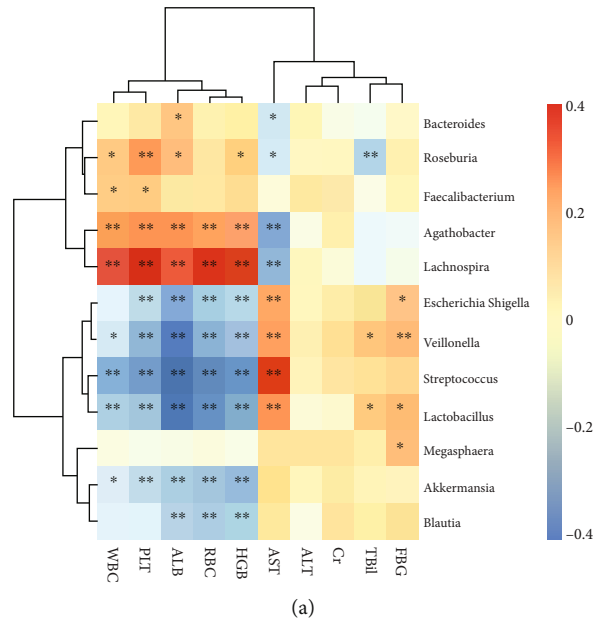 * * Bacteroides
* ** * * * ** Roseburia
* * Faecalibacterium
** ** ** ** ** ** Agathobacter
** ** ** ** ** ** Lachnospira
** ** ** ** ** * Escherichia Shigella
* ** ** ** ** ** * ** Veillonella
** ** ** ** ** ** Streptococcus
** ** ** ** ** ** * * Lactobacillus
* Megasphaera
* ** ** ** ** Akkermansia
** ** ** Blautia
WBC PLT ALB RBC HGB AST ALT Cr TBil FBG
0.4
0.2
0
−0.2
−0.4
(a)